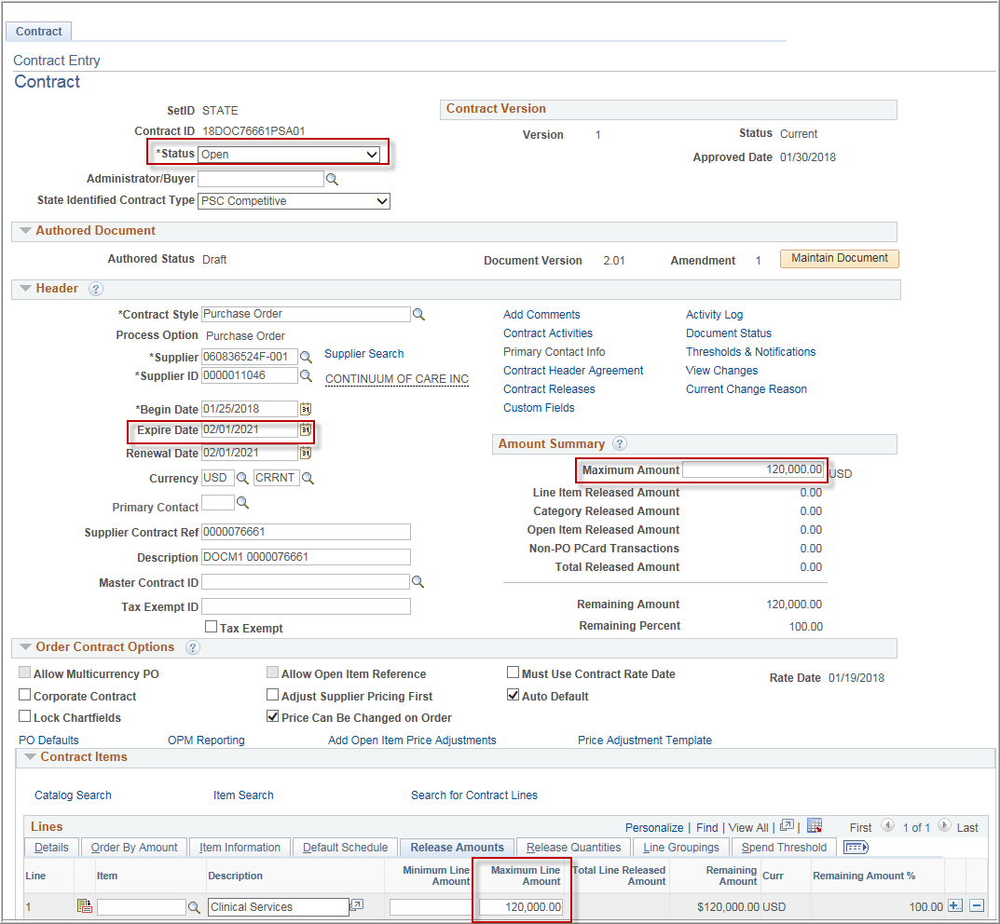 Contract
Contract Entry
Contract
SetID STATE
Contract ID 18DOC76661PSA01
*Status Open
Administrator/Buyer
State Identified Contract Type PSC Competitive
Contract Version
Version 1 Status Current
Approved Date 01/30/2018
Authored Document
Authored Status Draft Document Version 2.01 Amendment 1 Maintain Document
Header ?
*Contract Style Purchase Order
Process Option Purchase Order
*Supplier 060836524F-001 Supplier Search
*Supplier ID 0000011046 CONTINUUM OF CARE INC
*Begin Date 01/25/2018 31
Expire Date 02/01/2021 31
Renewal Date 02/01/2021 31
Currency USD CRRNT
Primary Contact
Supplier Contract Ref 0000076661
Description DOCM1 0000076661
Master Contract ID
Tax Exempt ID
Tax Exempt
Add Comments Activity Log
Contract Activities Document Status
Primary Contact Info Thresholds & Notifications
Contract Header Agreement View Changes
Contract Releases Current Change Reason
Custom Fields
Amount Summary ?
Maximum Amount 120,000.00 USD
Line Item Released Amount 0.00
Category Released Amount 0.00
Open Item Released Amount 0.00
Non-PO PCard Transactions 0.00
Total Released Amount 0.00
Remaining Amount 120,000.00
Remaining Percent 100.00
Order Contract Options ?
Allow Multicurrency PO Allow Open Item Reference Must Use Contract Rate Date Rate Date 01/19/2018
Corporate Contract Adjust Supplier Pricing First Auto Default
Lock Chartfields Price Can Be Changed on Order
PO Defaults OPM Reporting Add Open Item Price Adjustments Price Adjustment Template
Contract Items
Catalog Search Item Search Search for Contract Lines
Lines Personalize | Find | View All | | First 1 of 1 Last
Details Order By Amount Item Information Default Schedule Release Amounts Release Quantities Line Groupings Spend Threshold
Line Item Description Minimum Line Amount Maximum Line Amount Total Line Released Amount Remaining Amount Curr Remaining Amount %
1 Clinical Services 120,000.00 $120,000.00 USD 100.00